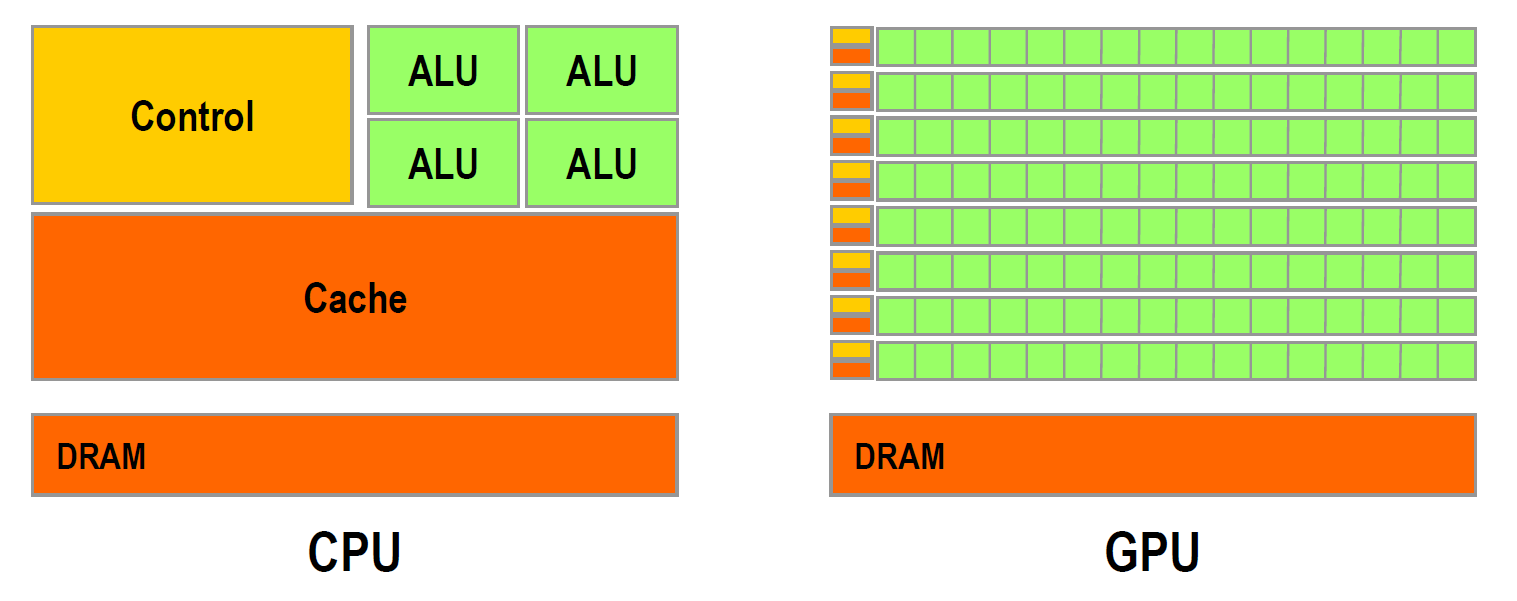 Control
ALU
ALU
ALU
ALU
Cache
DRAM
CPU
DRAM
GPU